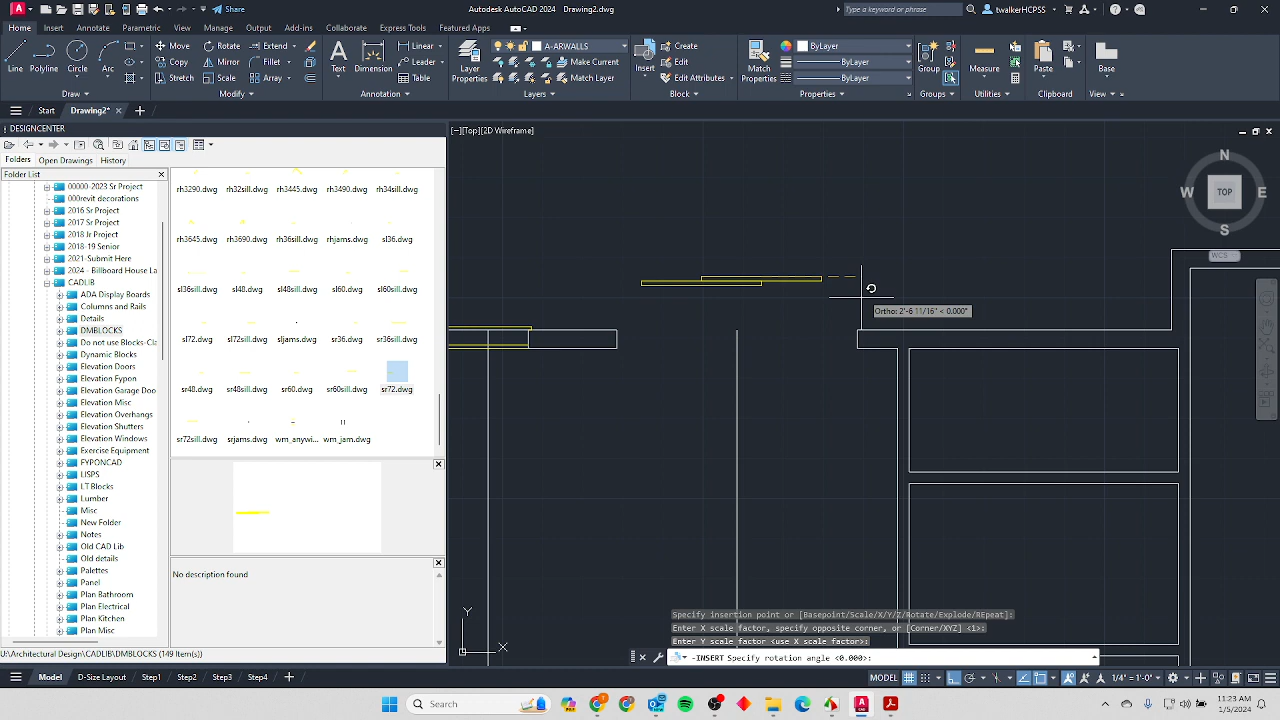 A CAD
Share
Autodesk AutoCAD 2024 Drawing2.dwg
Type a keyword or phrase
twalkerHCPSS
Home Insert Annotate Parametric View Manage Output Add-ins Collaborate Express Tools Featured Apps
Line Polyline Circle Arc
Move Rotate Trim
Copy Mirror Fillet
Stretch Scale Array
Text Dimension
Linear
Leader
Table
Layer Properties
A-ARWALLS
Make Current
Match Layer
Insert
Create
Edit
Edit Attributes
Match Properties
ByLayer
ByLayer
ByLayer
Group
Measure
Paste
Base
Draw Modify Annotation Layers Block Properties Groups Utilities Clipboard View
Start Drawing2*
DESIGNCENTER
Folders Open Drawings History
Folder List
00000-2023 Sr Project
000revit decorations
2016 Sr Project
2017 Sr Project
2018 Jr Project
2018-19 Senior
2021-Submit Here
2024 - Billboard House La
CADLIB
ADA Display Boards
Columns and Rails
Details
DMBLOCKS
Do not use Blocks-Cla
Dynamic Blocks
Elevation Doors
Elevation Eypon
Elevation Garage Doo
Elevation Misc
Elevation Overhangs
Elevation Shutters
Elevation Windows
Exercise Equipment
FYPONCAD
LISPS
LT Blocks
Lumber
Misc
New Folder
Notes
Old CAD Lib
Old details
Palettes
Panel
Plan Bathroom
Plan Electrical
Plan Kitchen
Plan Misc
rh3290.dwg rh32sill.dwg rh3445.dwg rh3490.dwg rh34sill.dwg
rh3645.dwg rh3690.dwg rh36sill.dwg rhjams.dwg sl36.dwg
sl36sill.dwg sl48.dwg sl48sill.dwg sl60.dwg sl60sill.dwg
sl72.dwg sl72sill.dwg sljams.dwg sr36.dwg sr36sill.dwg
sr48.dwg sr48sill.dwg sr60.dwg sr60sill.dwg sr72.dwg
sr72sill.dwg srjams.dwg wm_anywi... wm_jam.dwg
No description found
U:\Architectural Design\CADLIB\DMBLOCKS (149 Item(s))
[−][Top][2D Wireframe]
N
W TOP E
S
WCS
Ortho: 2'-6 11/16" < 0.000°
Y
X
Specify insertion point or [Basepoint/Scale/X/Y/Z/Rotate/Explode/REpeat]:
Enter X scale factor, specify opposite corner, or [Corner/XYZ] <1>:
Enter Y scale factor <use X scale factor>:
-INSERT Specify rotation angle <0.000>:
Model Door Layout Step1 Step2 Step3 Step4
MODEL
1/4" = 1'-0"
Search
11:23 AM
1/9/2024